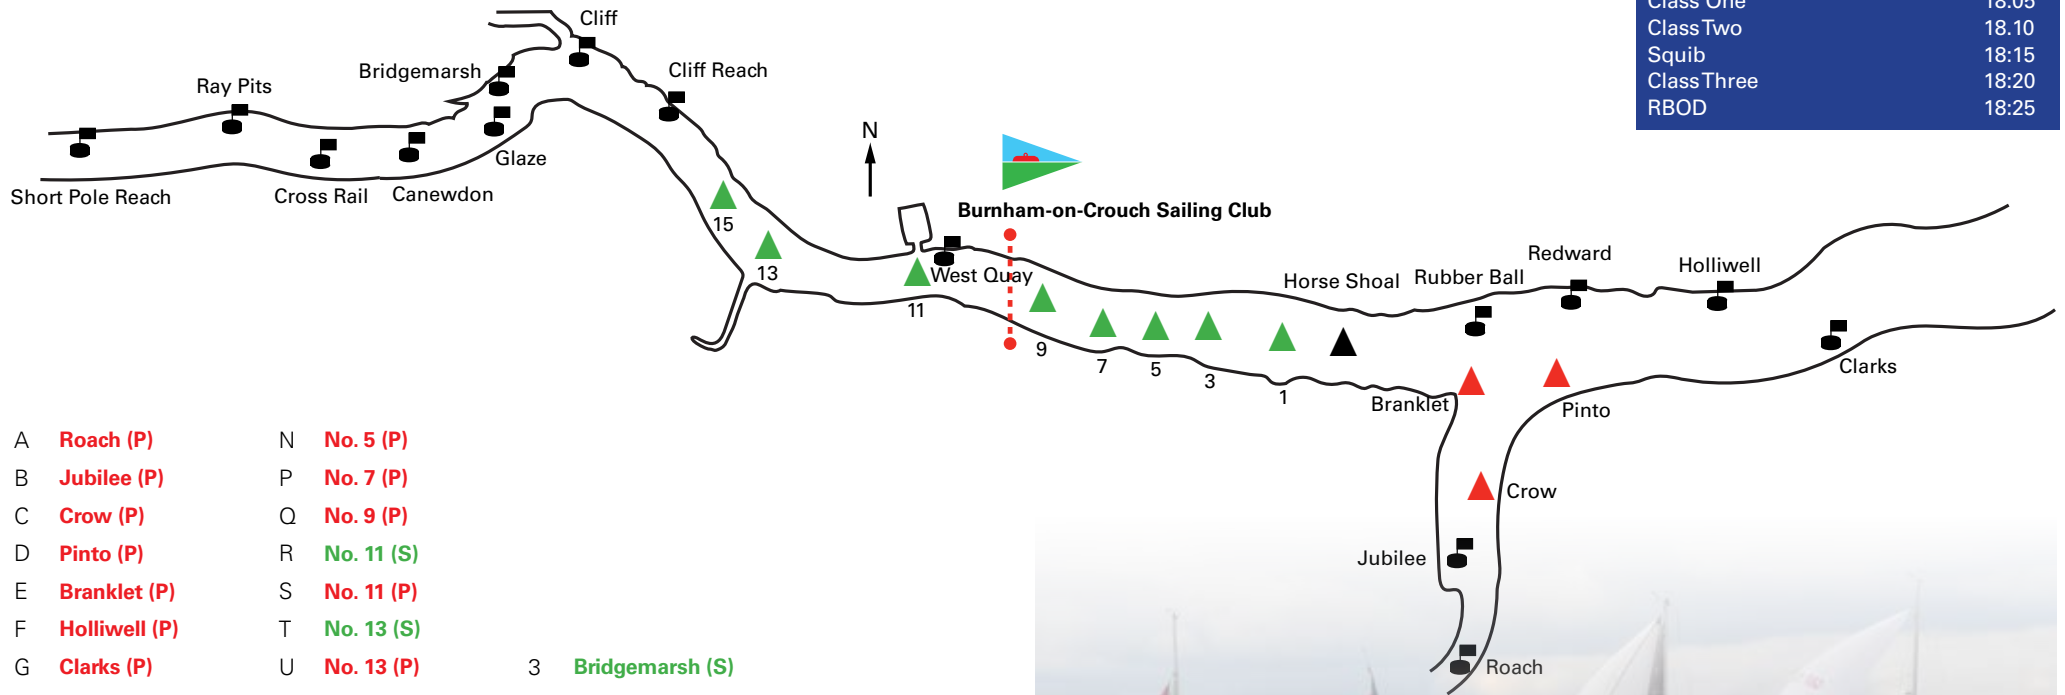 Class One 18:05
Class Two 18.10
Squib 18:15
Class Three 18:20
RBOD 18:25
Cliff
Bridgemarsh
Cliff Reach
Ray Pits
N
Glaze
Short Pole Reach
Cross Rail
Canewdon
15
13
11
West Quay
Burnham-on-Crouch Sailing Club
9
7
5
3
1
Horse Shoal
Rubber Ball
Redward
Holliwell
Clarks
Branklet
Pinto
Crow
Jubilee
Roach
A Roach (P)
B Jubilee (P)
C Crow (P)
D Pinto (P)
E Branklet (P)
F Holliwell (P)
G Clarks (P)
N No. 5 (P)
P No. 7 (P)
Q No. 9 (P)
R No. 11 (S)
S No. 11 (P)
T No. 13 (S)
U No. 13 (P)
3 Bridgemarsh (S)